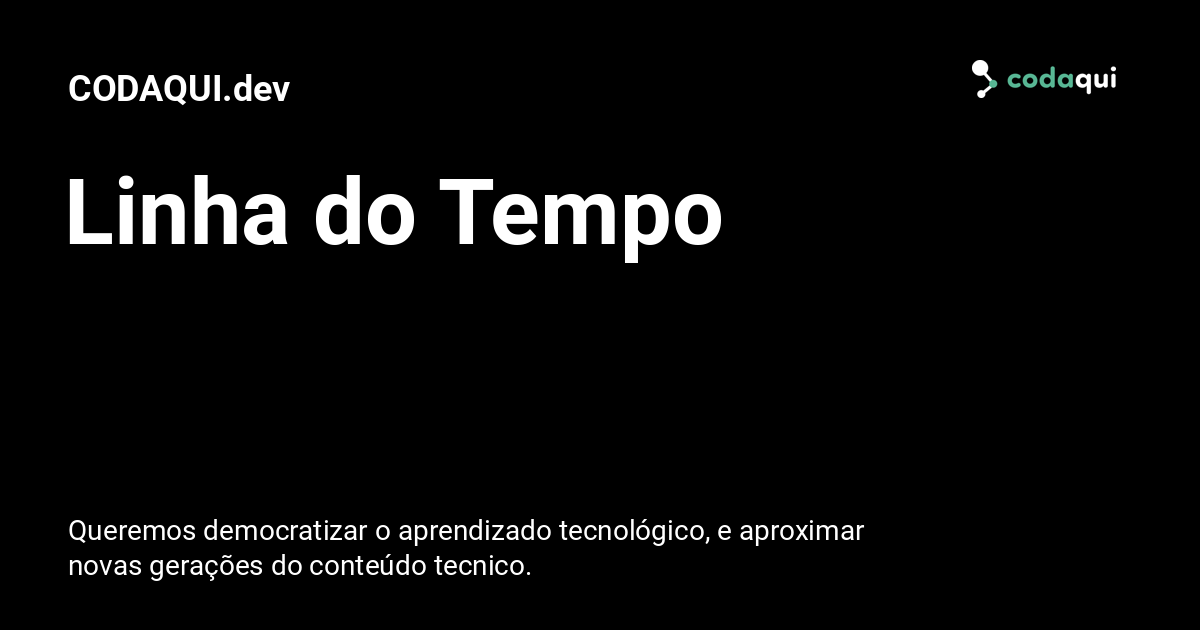 CODAQUI.dev
codaqui
Linha do Tempo
Queremos democratizar o aprendizado tecnológico, e aproximar
novas gerações do conteúdo tecnico.